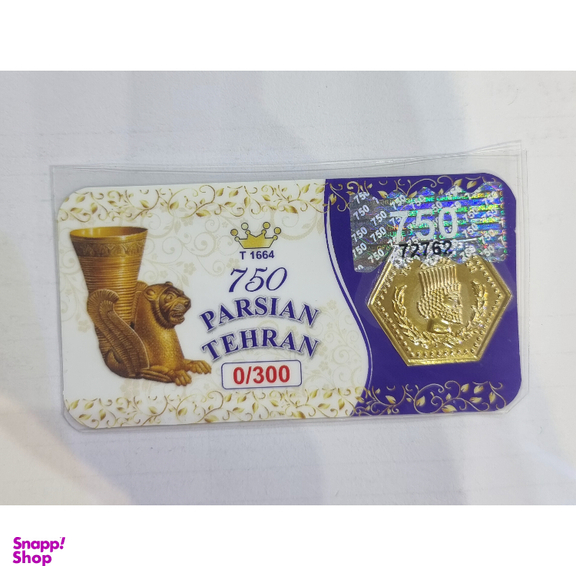 750
72762
T 1664
750
PARSIAN
TEHRAN
0/300
Snapp!
Shop